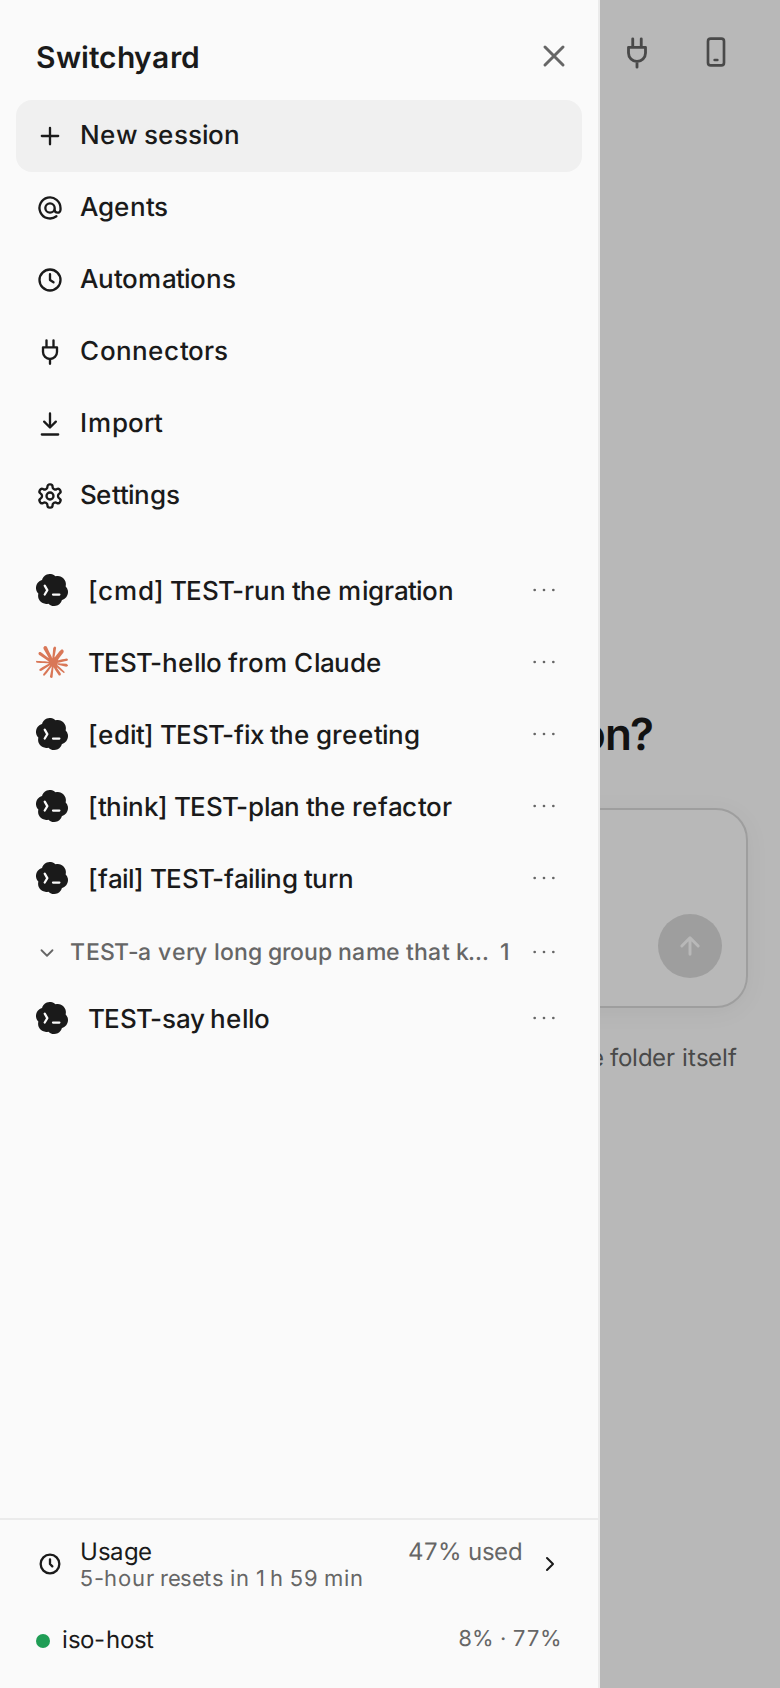 Switchyard
New session
Agents
Automations
Connectors
Import
Settings
[cmd] TEST-run the migration
TEST-hello from Claude
[edit] TEST-fix the greeting
on?
[think] TEST-plan the refactor
[fail] TEST-failing turn
TEST-a very long group name that k... 1
TEST-say hello
folder itself
Usage 47% used
5-hour resets in 1 h 59 min
iso-host 8% · 77%